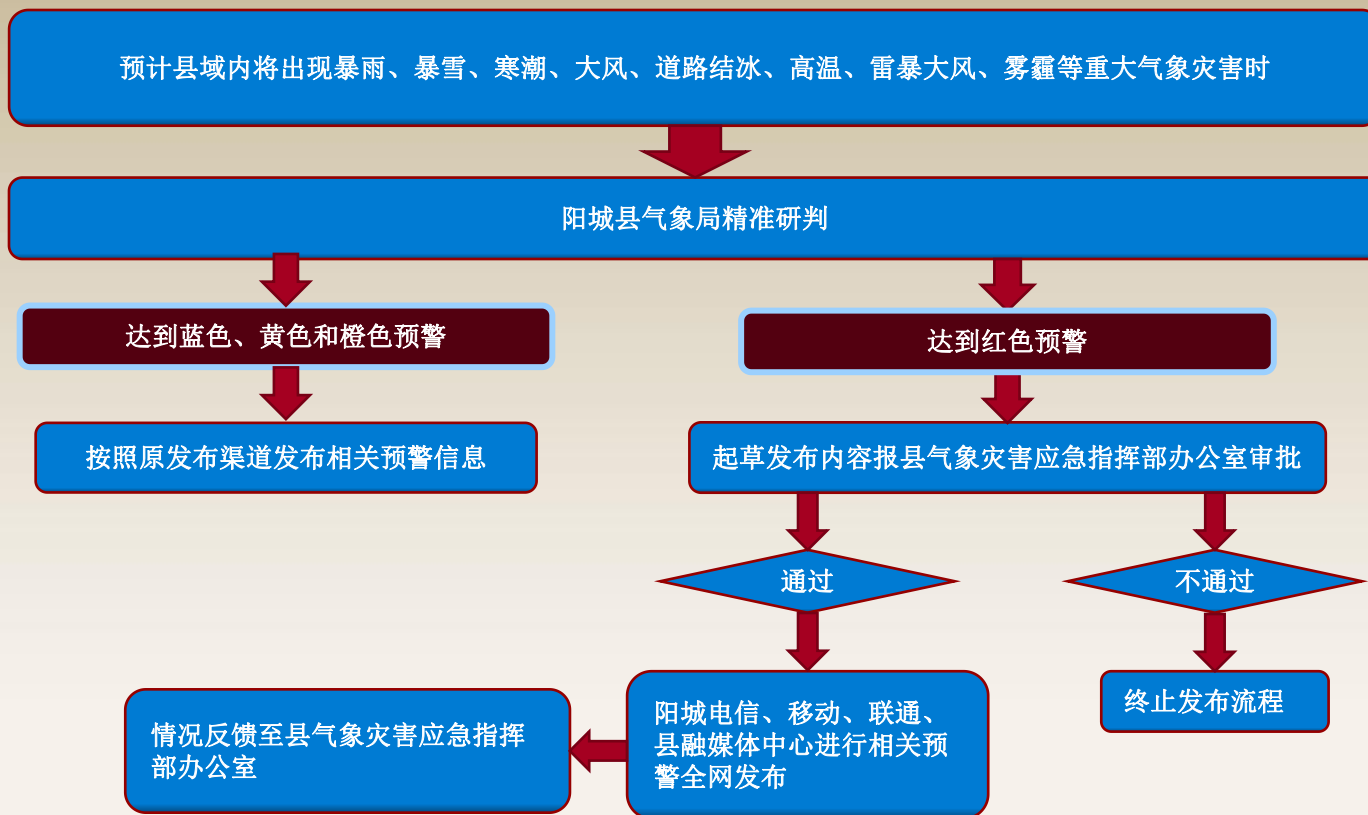 预计县域内将出现暴雨、暴雪、寒潮、大风、道路结冰、高温、雷暴大风、雾霾等重大气象灾害时
阳城县气象局精准研判
达到蓝色、黄色和橙色预警
达到红色预警
按照原发布渠道发布相关预警信息
起草发布内容报县气象灾害应急指挥部办公室审批
通过
不通过
阳城电信、移动、联通、
县融媒体中心进行相关预
警全网发布
终止发布流程
情况反馈至县气象灾害应急指挥
部办公室